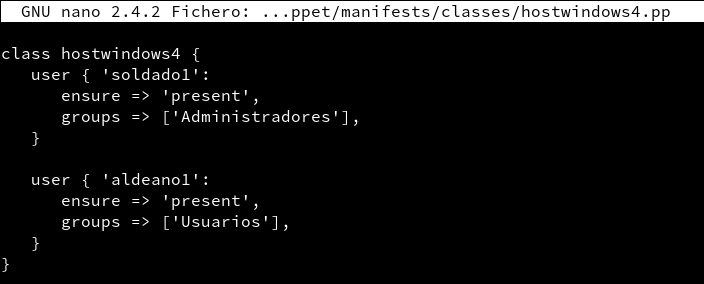 GNU nano 2.4.2 Fichero: ...ppet/manifests/classes/hostwindows4.pp
class hostwindows4 {
   user { 'soldado1':
      ensure => 'present',
      groups => ['Administradores'],
   }
   user { 'aldeano1':
      ensure => 'present',
      groups => ['Usuarios'],
   }
}